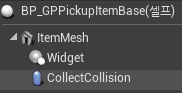 BP_GPPickupItemBase(셀프)
ItemMesh
Widget
CollectCollision